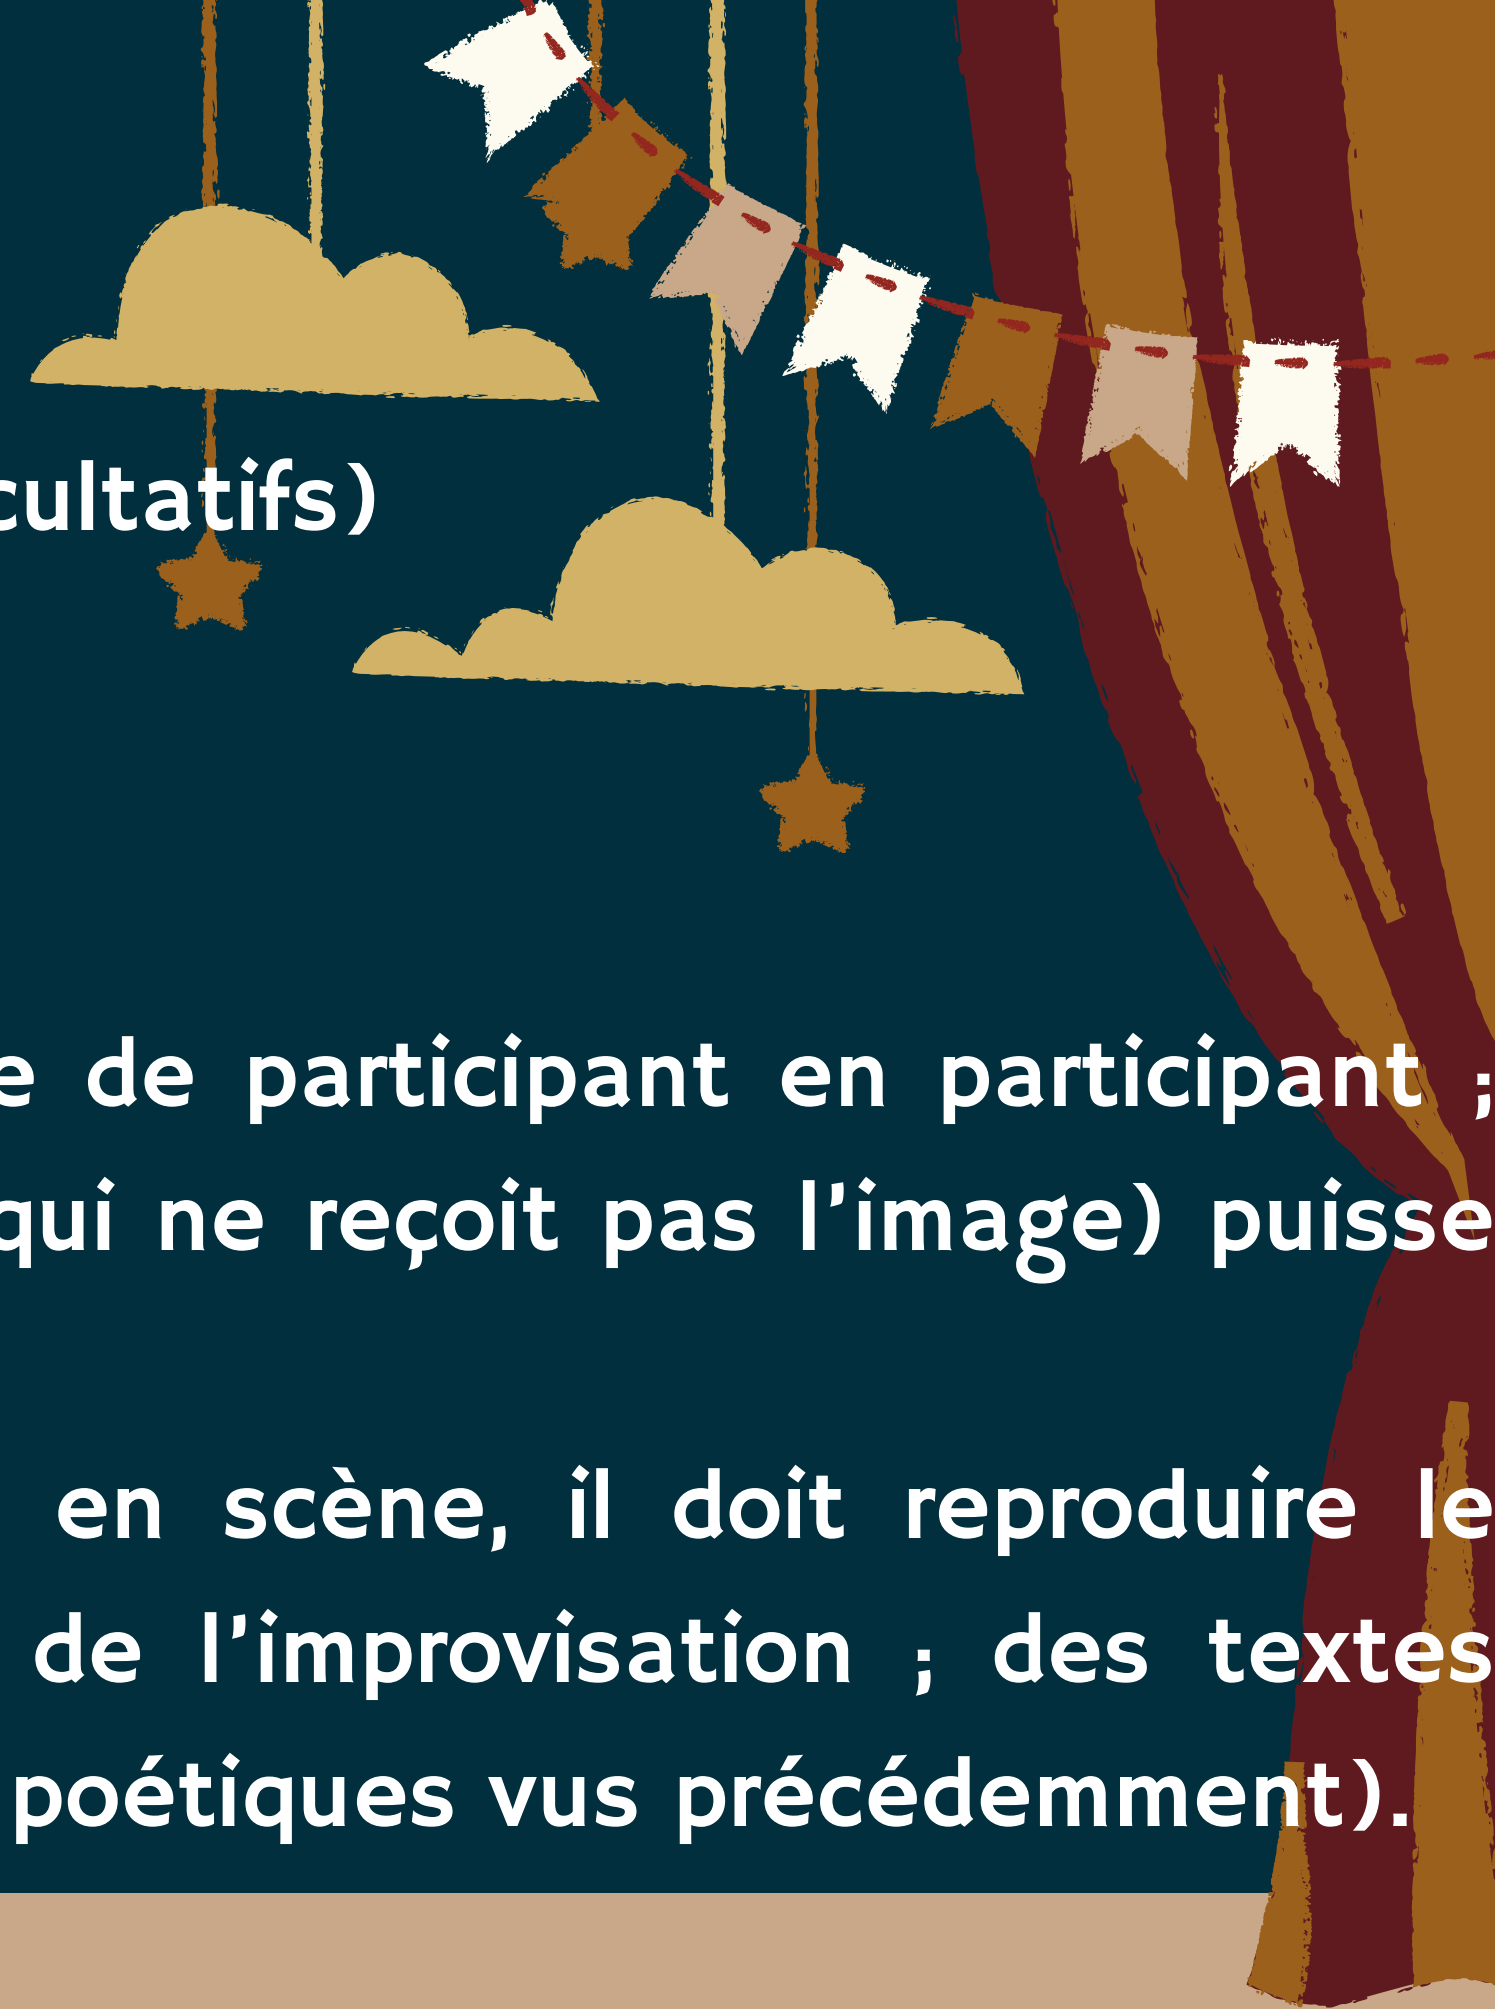 cultatifs)
e de participant en participant ;
qui ne reçoit pas l'image) puisse
en scène, il doit reproduire le
de l'improvisation ; des textes
poétiques vus précédemment).